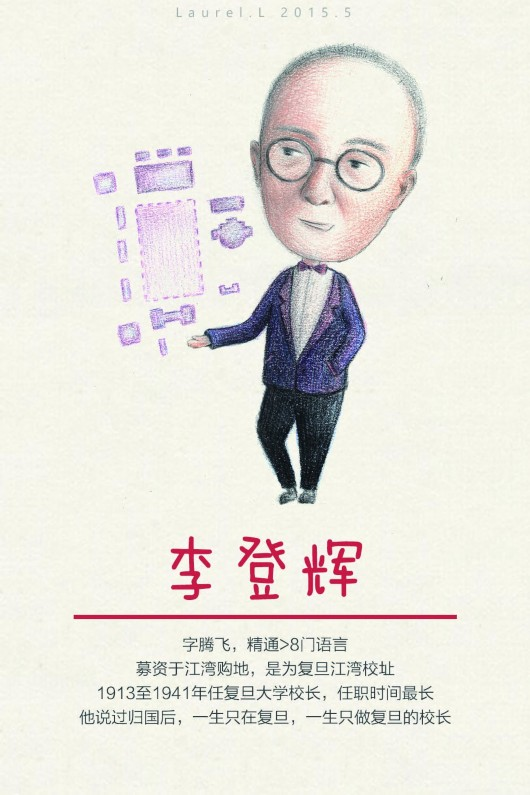 Laurel.L 2015.5
李登辉
字腾飞，精通>8门语言
募资于江湾购地，是为复旦江湾校址
1913至1941年任复旦大学校长，任职时间最长
他说过归国后，一生只在复旦，一生只做复旦的校长